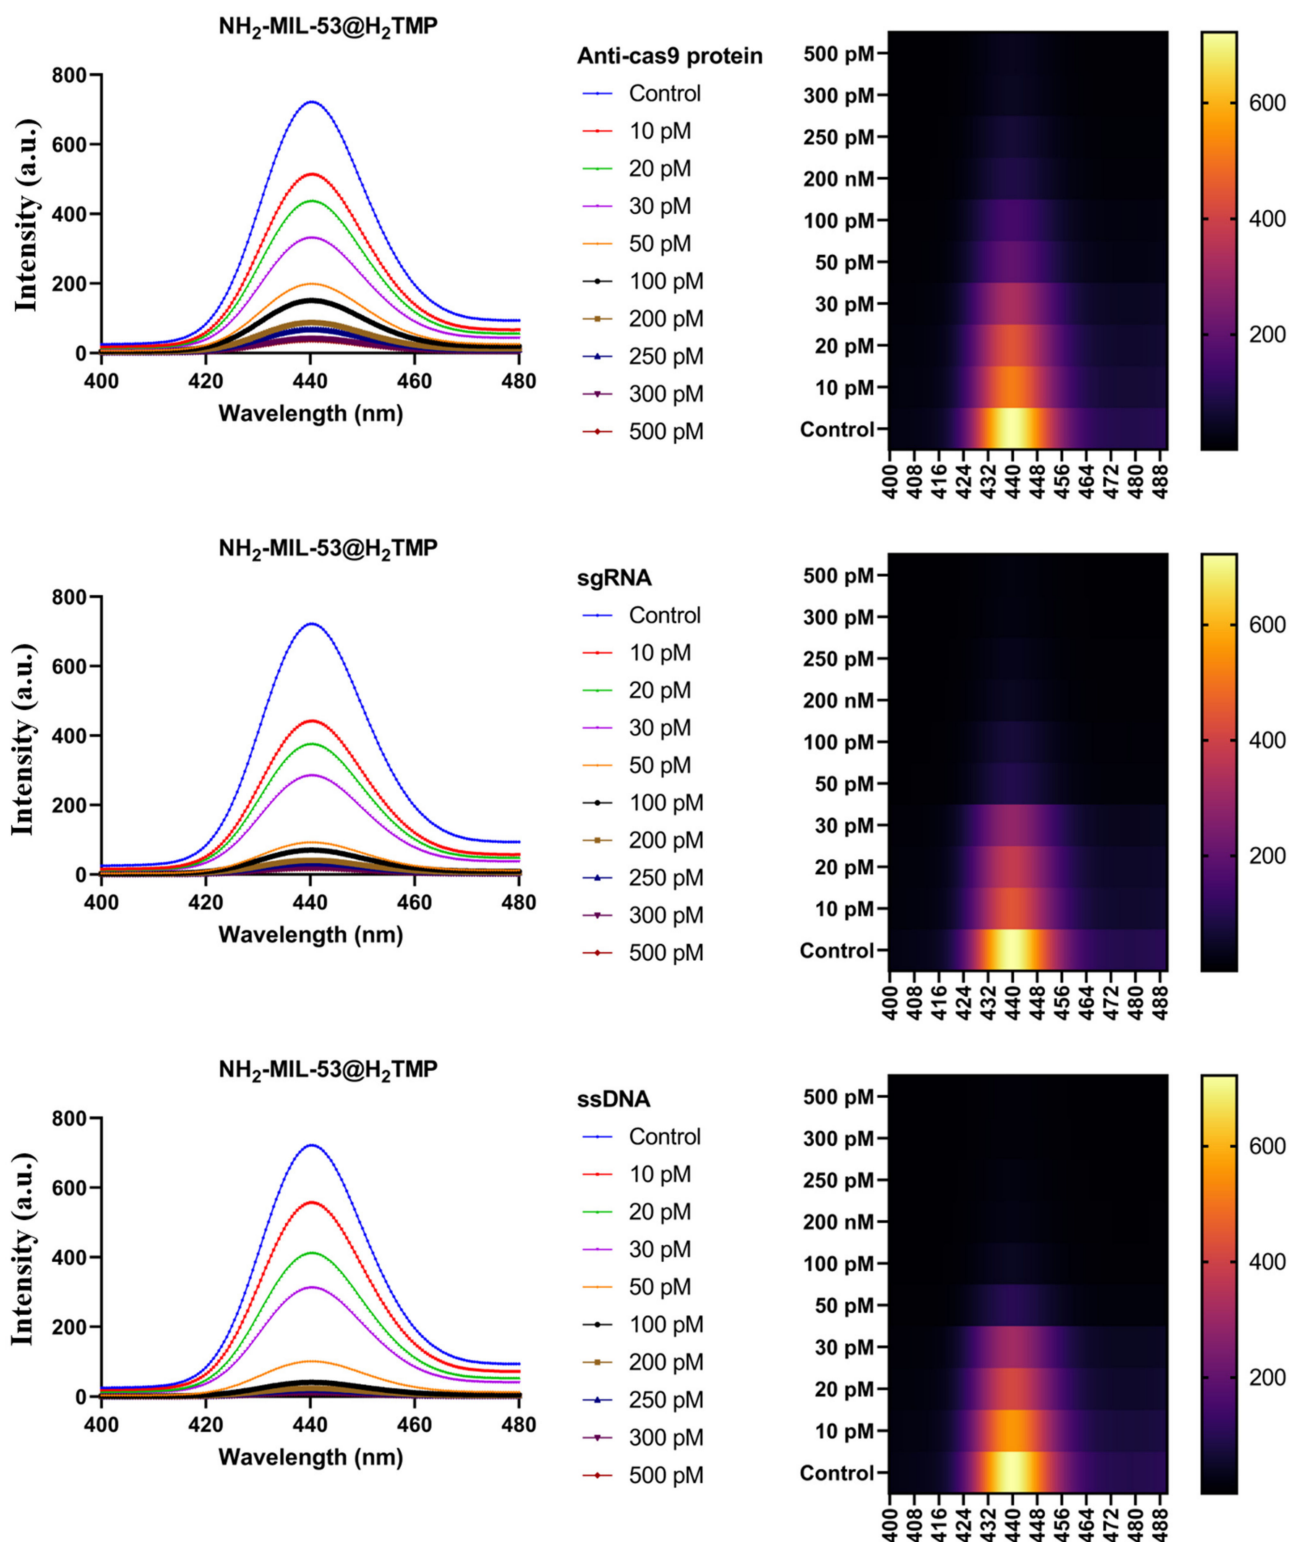 NH₂-MIL-53@H₂TMP
Intensity (a.u.)
800
600
400
200
0
400 420 440 460 480
Wavelength (nm)
Anti-cas9 protein
Control
10 pM
20 pM
30 pM
50 pM
100 pM
200 pM
250 pM
300 pM
500 pM
500 pM
300 pM
250 pM
200 nM
100 pM
50 pM
30 pM
20 pM
10 pM
Control
400 408 416 424 432 440 448 456 464 472 480 488
600
400
200
NH₂-MIL-53@H₂TMP
Intensity (a.u.)
800
600
400
200
0
400 420 440 460 480
Wavelength (nm)
sgRNA
Control
10 pM
20 pM
30 pM
50 pM
100 pM
200 pM
250 pM
300 pM
500 pM
500 pM
300 pM
250 pM
200 nM
100 pM
50 pM
30 pM
20 pM
10 pM
Control
400 408 416 424 432 440 448 456 464 472 480 488
600
400
200
NH₂-MIL-53@H₂TMP
Intensity (a.u.)
800
600
400
200
0
400 420 440 460 480
Wavelength (nm)
ssDNA
Control
10 pM
20 pM
30 pM
50 pM
100 pM
200 pM
250 pM
300 pM
500 pM
500 pM
300 pM
250 pM
200 nM
100 pM
50 pM
30 pM
20 pM
10 pM
Control
400 408 416 424 432 440 448 456 464 472 480 488
600
400
200